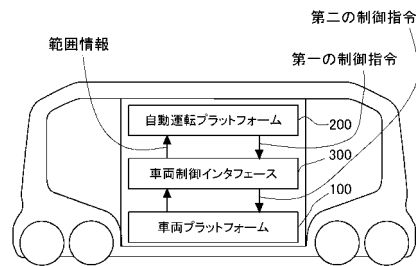 第二の制御指令
範囲情報
第一の制御指令
自動運転プラットフォーム
200
車両制御インタフェース
300
車両プラットフォーム
100